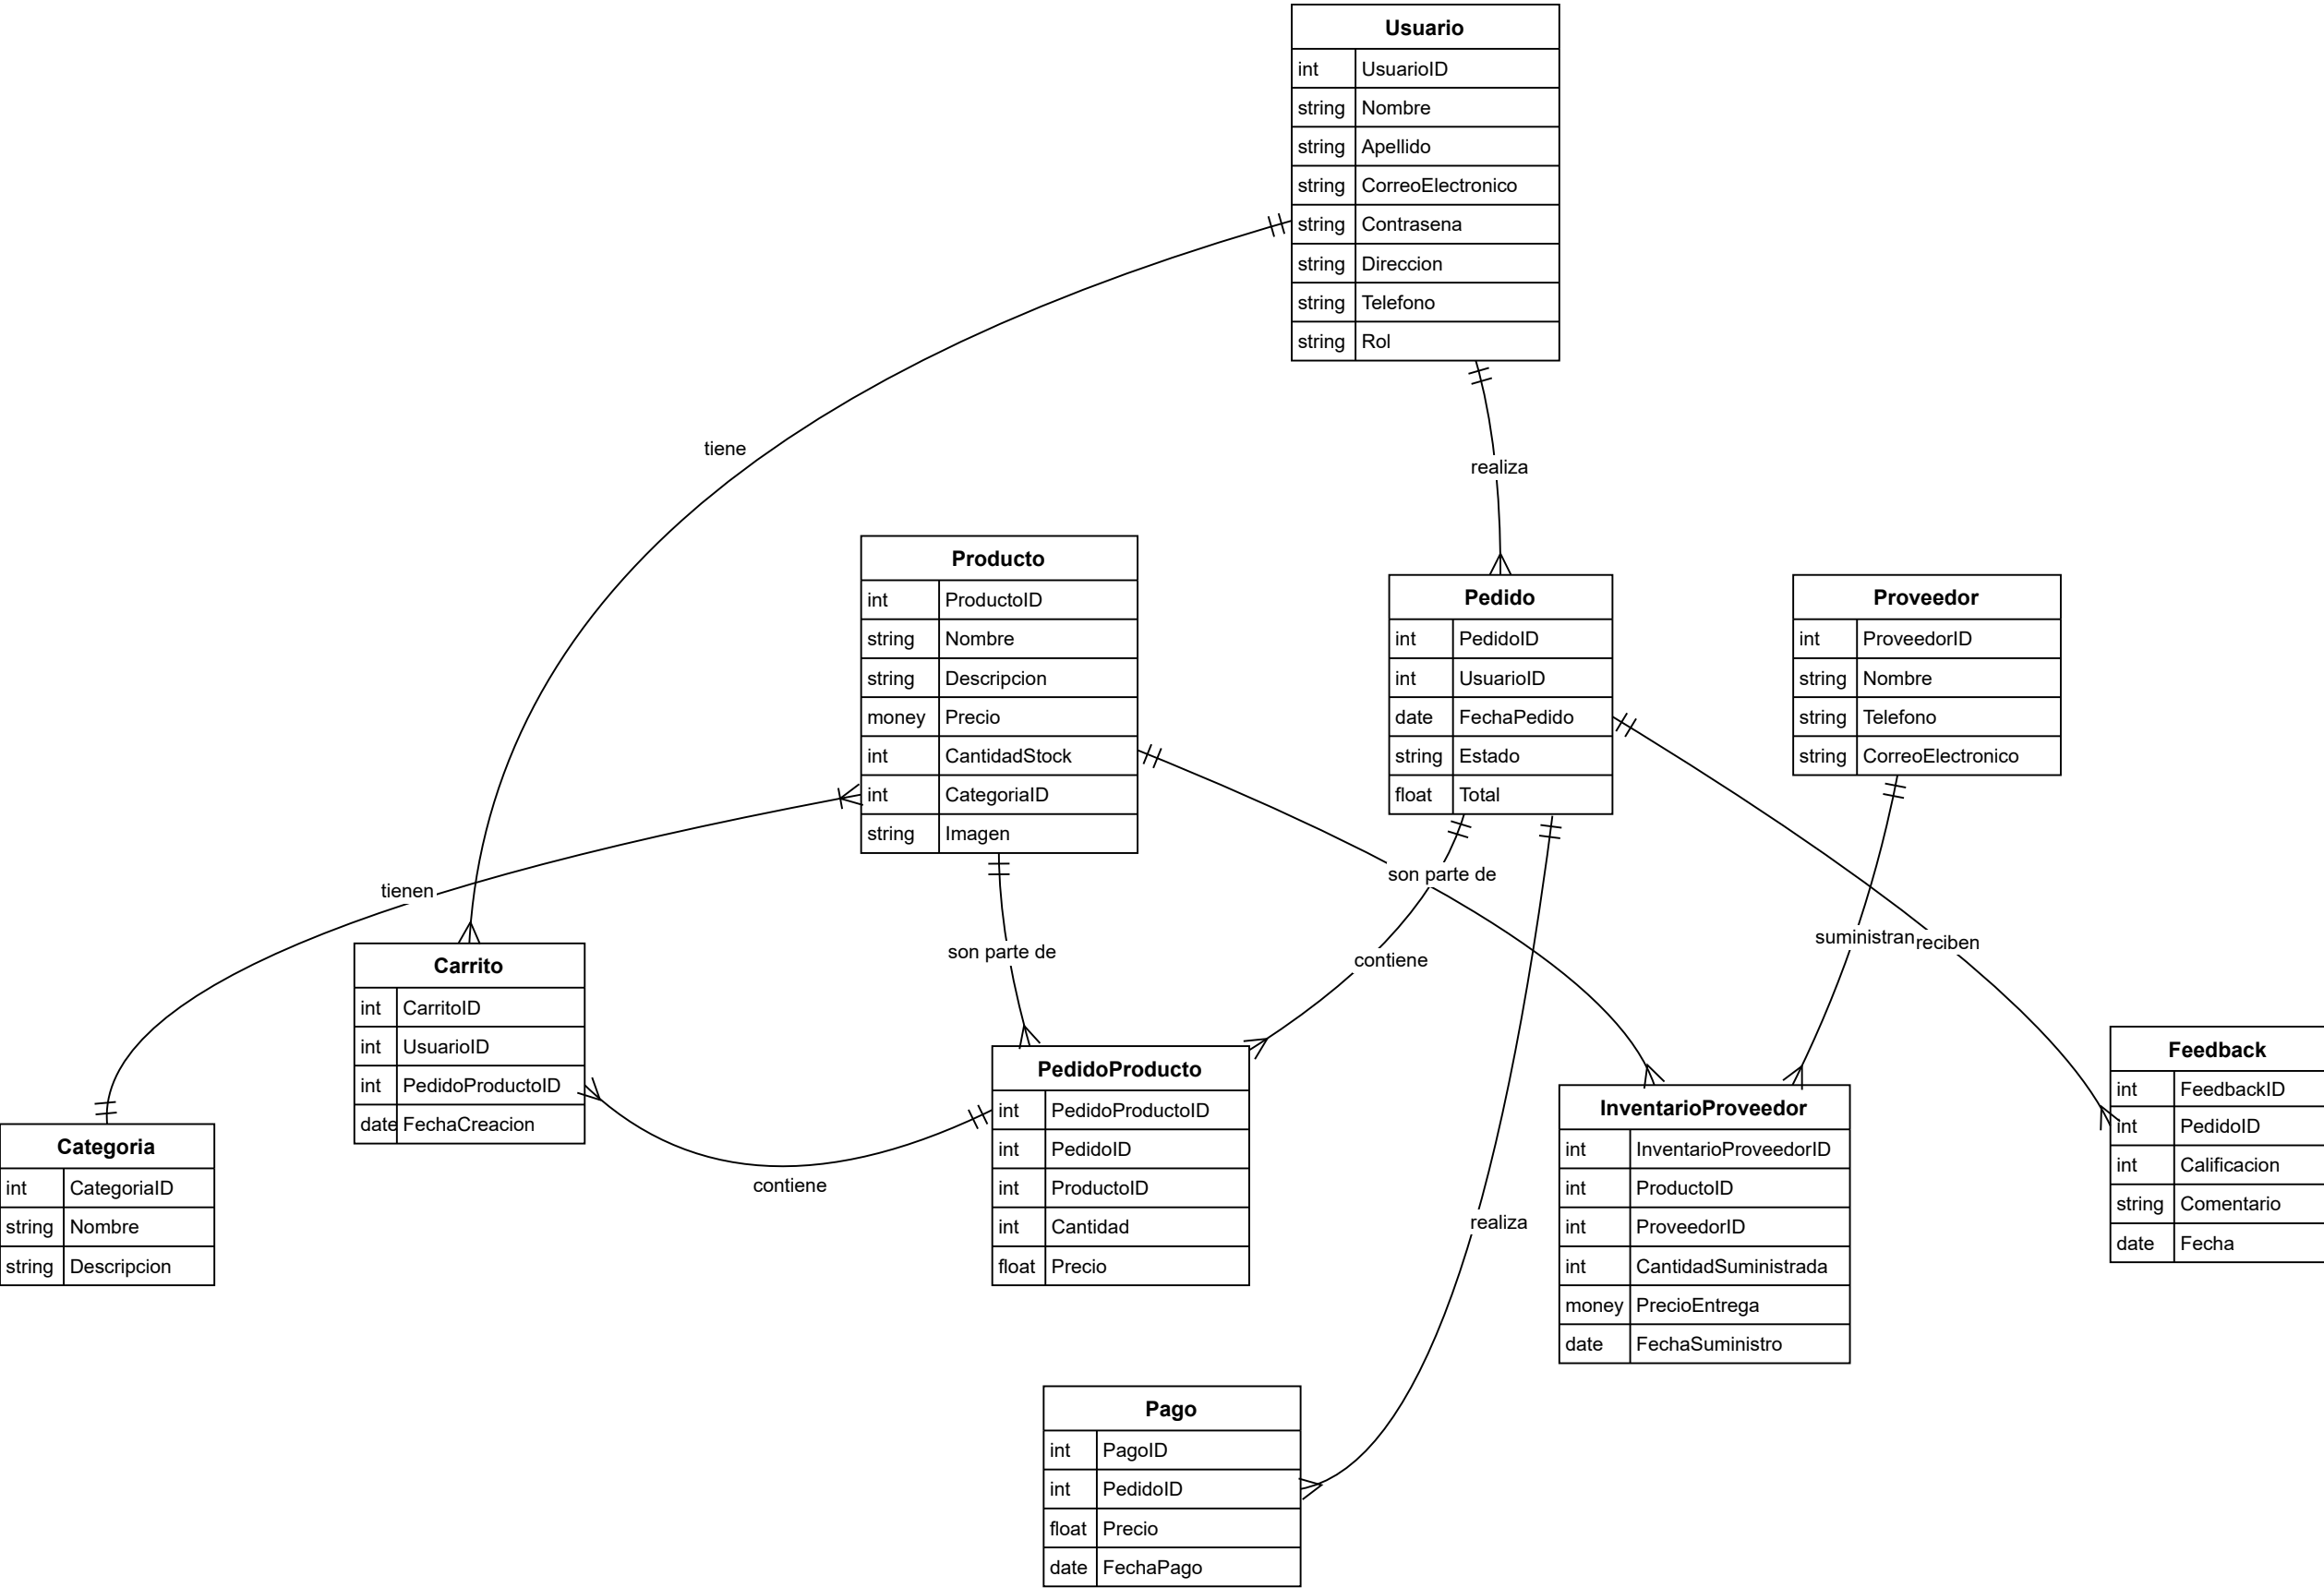 Usuario
int UsuarioID
string Nombre
string Apellido
string CorreoElectronico
string Contrasena
string Direccion
string Telefono
string Rol
tiene
realiza
Producto
int ProductoID
string Nombre
string Descripcion
money Precio
int CantidadStock
int CategoriaID
string Imagen
Pedido
int PedidoID
int UsuarioID
date FechaPedido
string Estado
float Total
Proveedor
int ProveedorID
string Nombre
string Telefono
string CorreoElectronico
tienen
son parte de
son parte de
contiene
suministran
reciben
Carrito
int CarritoID
int UsuarioID
int PedidoProductoID
date FechaCreacion
Categoria
int CategoriaID
string Nombre
string Descripcion
contiene
PedidoProducto
int PedidoProductoID
int PedidoID
int ProductoID
int Cantidad
float Precio
realiza
InventarioProveedor
int InventarioProveedorID
int ProductoID
int ProveedorID
int CantidadSuministrada
money PrecioEntrega
date FechaSuministro
Feedback
int FeedbackID
int PedidoID
int Calificacion
string Comentario
date Fecha
Pago
int PagoID
int PedidoID
float Precio
date FechaPago